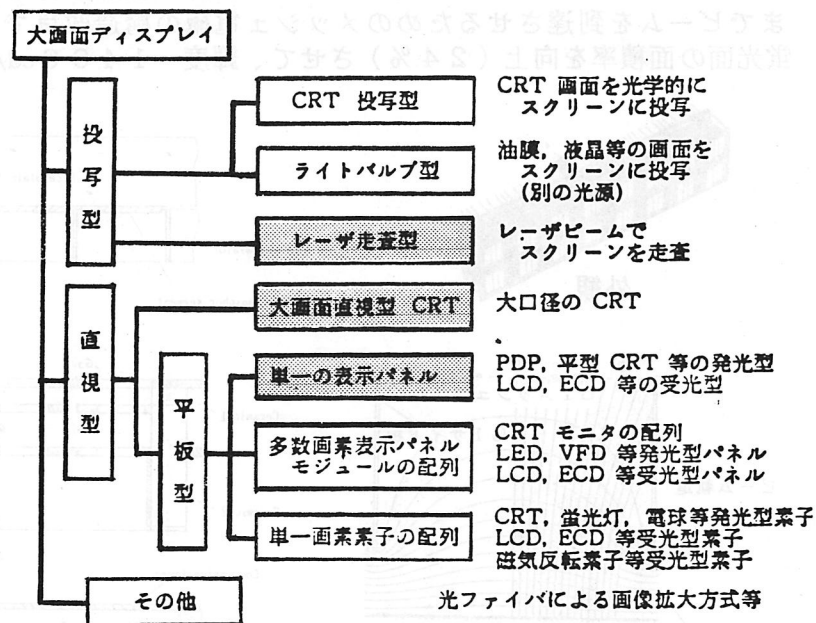 大画面ディスプレイ
投写型
CRT 投写型
CRT 画面を光学的に
スクリーンに投写
ライトバルブ型
油膜，液晶等の画面を
スクリーンに投写
(別の光源)
レーザ走査型
レーザビームで
スクリーンを走査
直視型
大画面直視型 CRT
大口径の CRT
平板型
単一の表示パネル
PDP, 平型 CRT 等の発光型
LCD, ECD 等の受光型
多数画素表示パネル
モジュールの配列
CRT モニタの配列
LED, VFD 等発光型パネル
LCD, ECD 等受光型パネル
単一画素素子の配列
CRT, 蛍光灯，電球等発光型素子
LCD, ECD 等受光型素子
磁気反転素子等受光型素子
その他
光ファイバによる画像拡大方式等